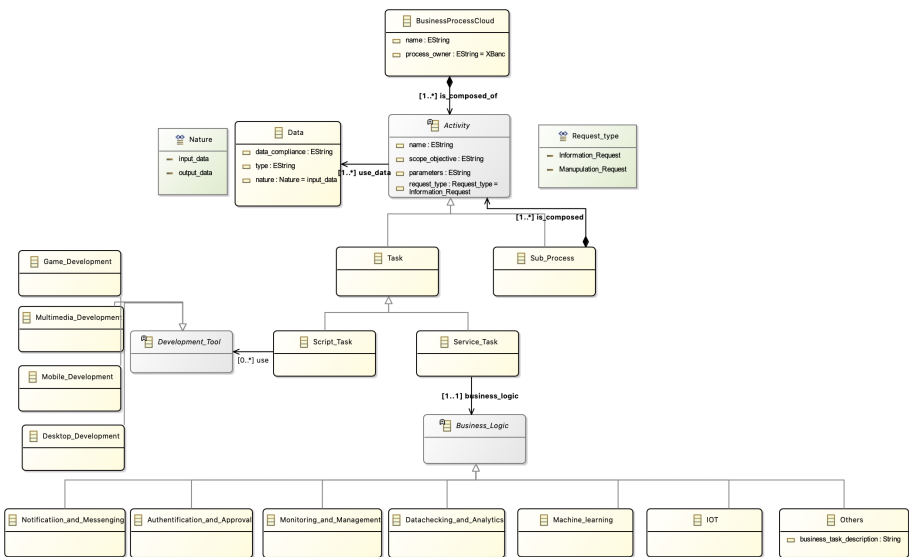 BusinessProcessCloud
name : EString
process_owner : EString = XBanc
[1..*] is_composed_of
Nature
input_data
output_data
Data
data_compliance : EString
type : EString
nature : Nature = input_data
[1..*] use_data
Activity
name : EString
scope_objective : EString
parameters : EString
request_type : Request_type =
Information_Request
Request_type
Information_Request
Manupulation_Request
[1..*] is_composed
Task
Sub_Process
Game_Development
Multimedia_Development
Mobile_Development
Desktop_Development
Development_Tool
[0..*] use
Script_Task
Service_Task
[1..1] business_logic
Business_Logic
Notificatiion_and_Messenging
Authentification_and_Approval
Monitoring_and_Management
Datachecking_and_Analytics
Machine_learning
IOT
Others
business_task_description : String